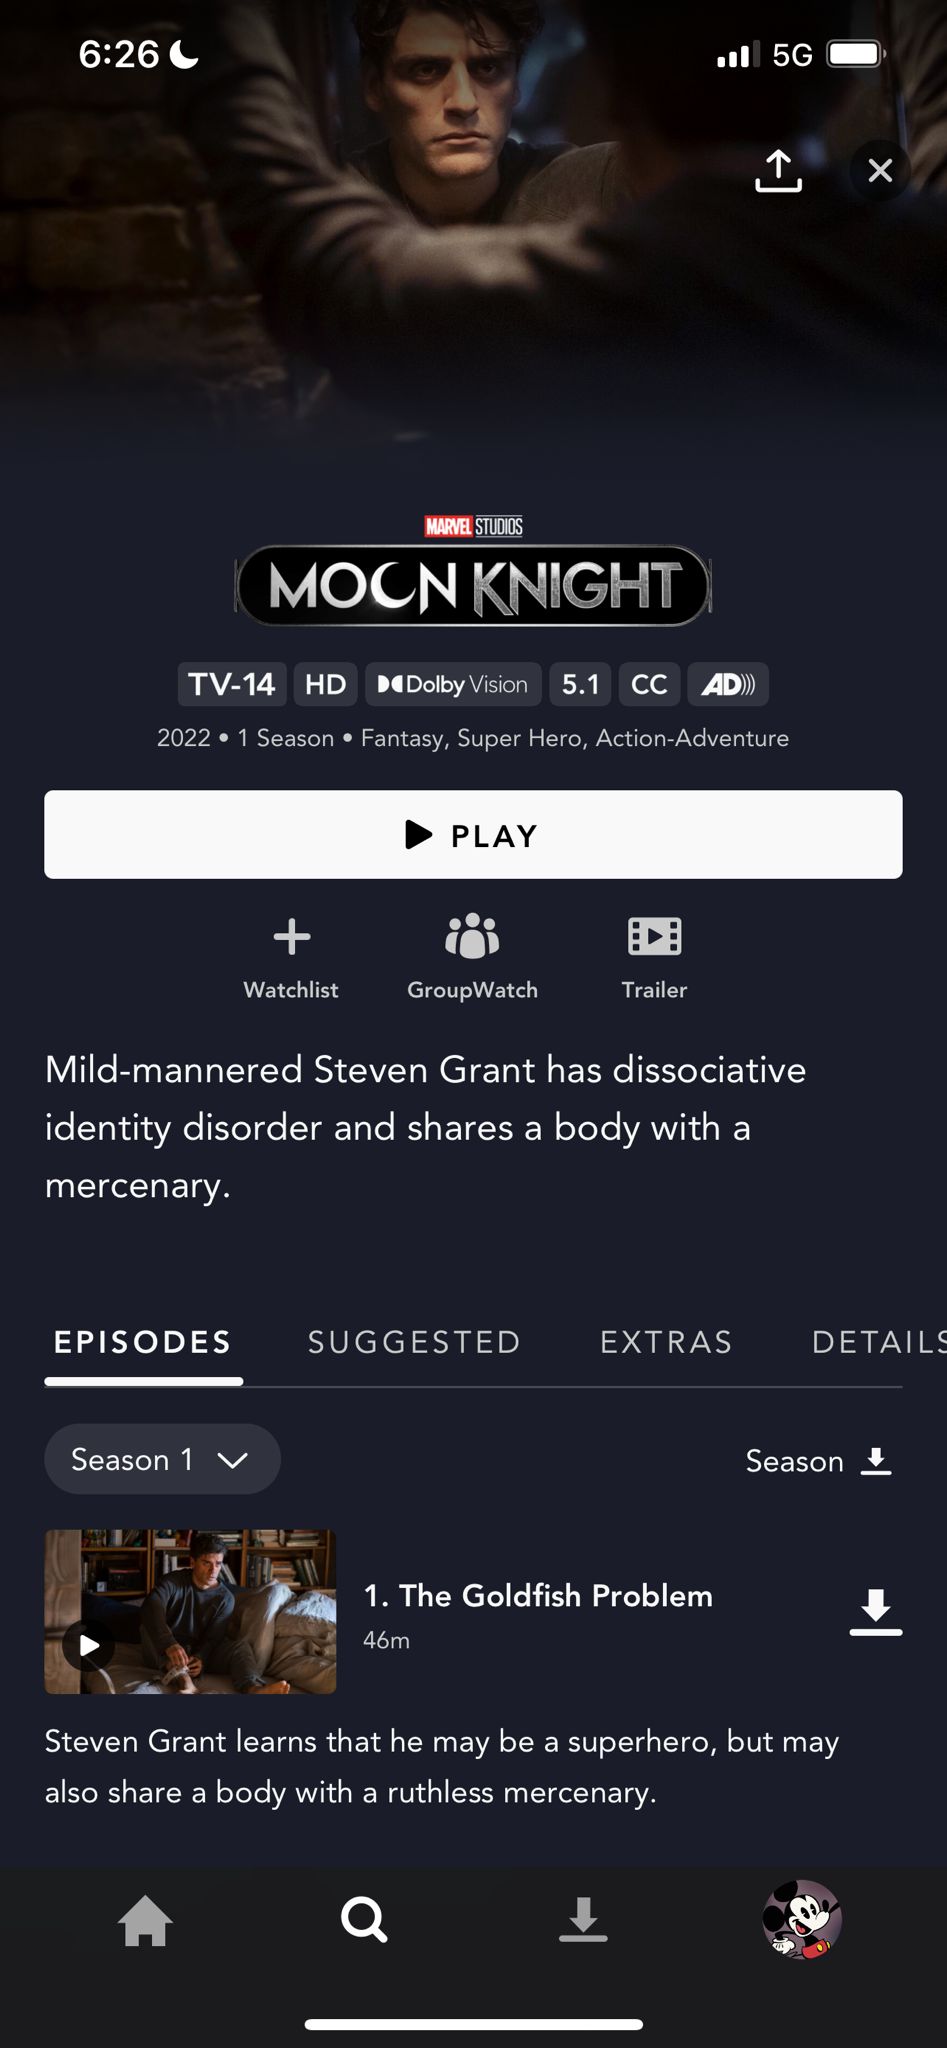 6:26 5G
MARVEL STUDIOS
MOON KNIGHT
TV-14 HD Dolby Vision 5.1 CC AD
2022 • 1 Season • Fantasy, Super Hero, Action-Adventure
PLAY
Watchlist GroupWatch Trailer
Mild-mannered Steven Grant has dissociative
identity disorder and shares a body with a
mercenary.
EPISODES SUGGESTED EXTRAS DETAILS
Season 1 Season
1. The Goldfish Problem
46m
Steven Grant learns that he may be a superhero, but may
also share a body with a ruthless mercenary.